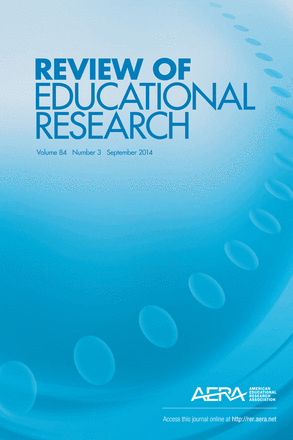 REVIEW OF
EDUCATIONAL
RESEARCH
Volume 84 Number 3 September 2014
AERA
AMERICAN
EDUCATIONAL
RESEARCH
ASSOCIATION
Access this journal online at http://rer.aera.net